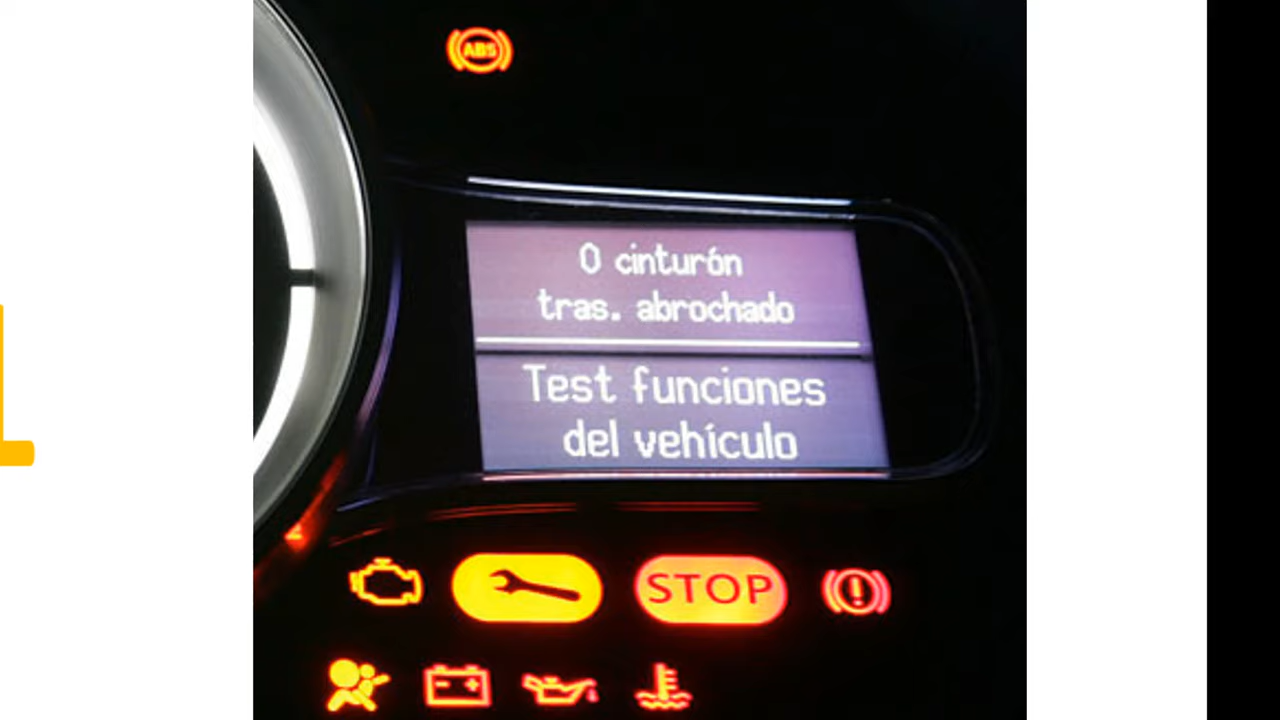 ABS
0 cinturón
tras. abrochado
Test funciones
del vehículo
STOP